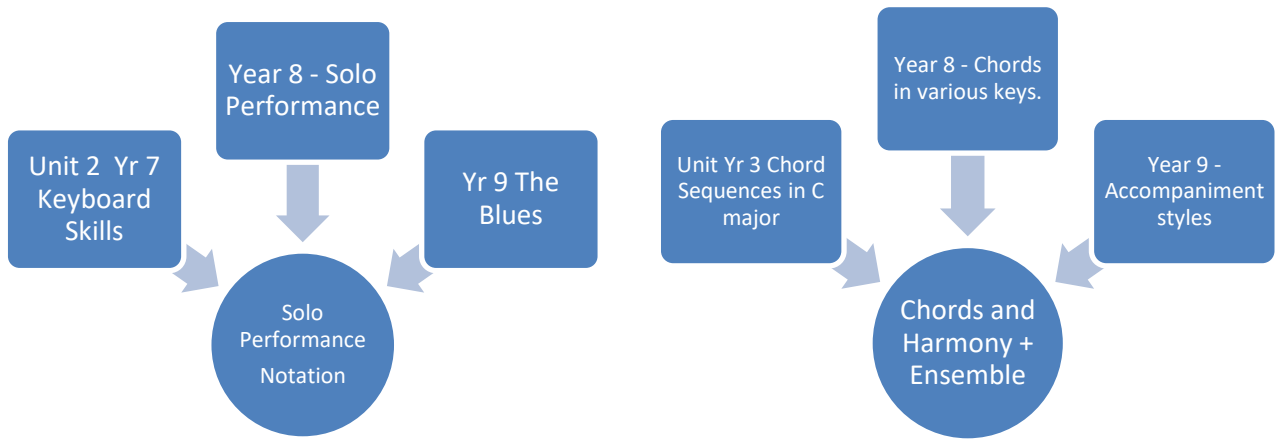 Year 8 - Solo
Performance
Unit 2  Yr 7
Keyboard
Skills
Yr 9 The
Blues
Solo
Performance
Notation
Year 8 - Chords
in various keys.
Unit Yr 3 Chord
Sequences in C
major
Year 9 -
Accompaniment
styles
Chords and
Harmony +
Ensemble